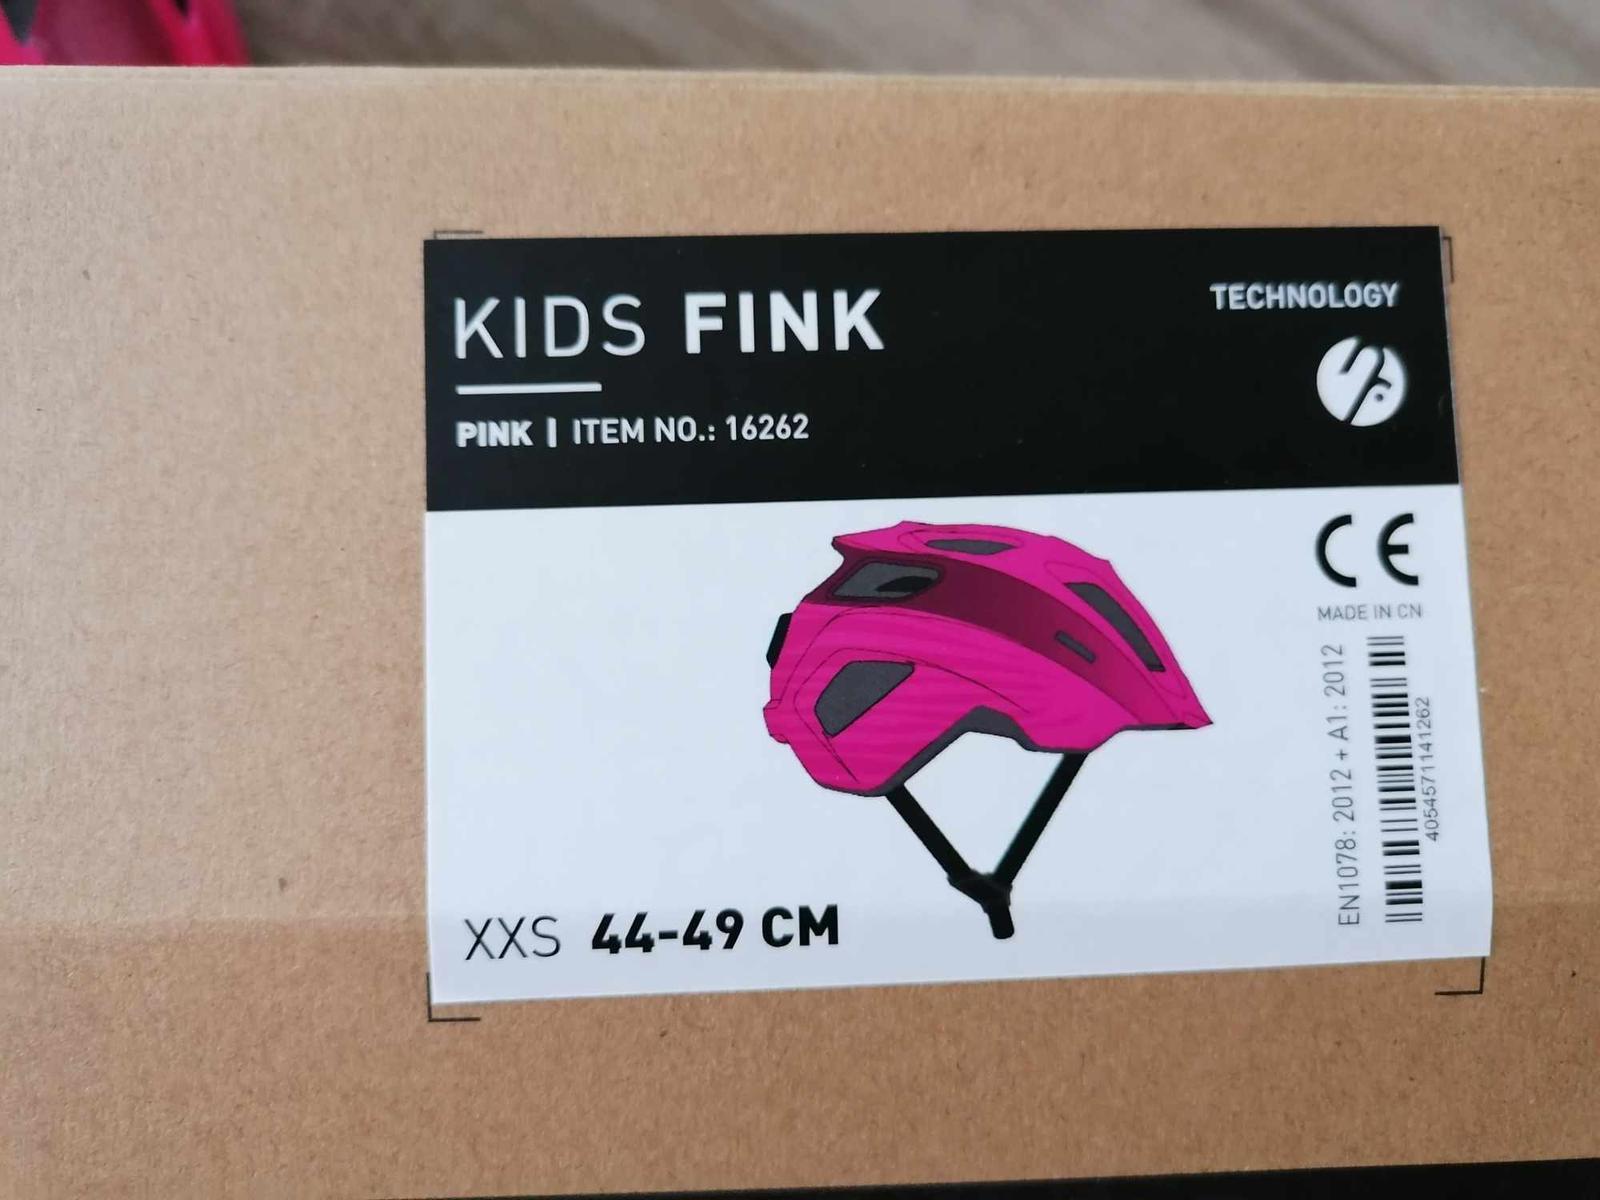 KIDS FINK
PINK | ITEM NO.: 16262
TECHNOLOGY
CE
MADE IN CN
EN1078: 2012 + A1: 2012
4054571141262
XXS 44-49 CM